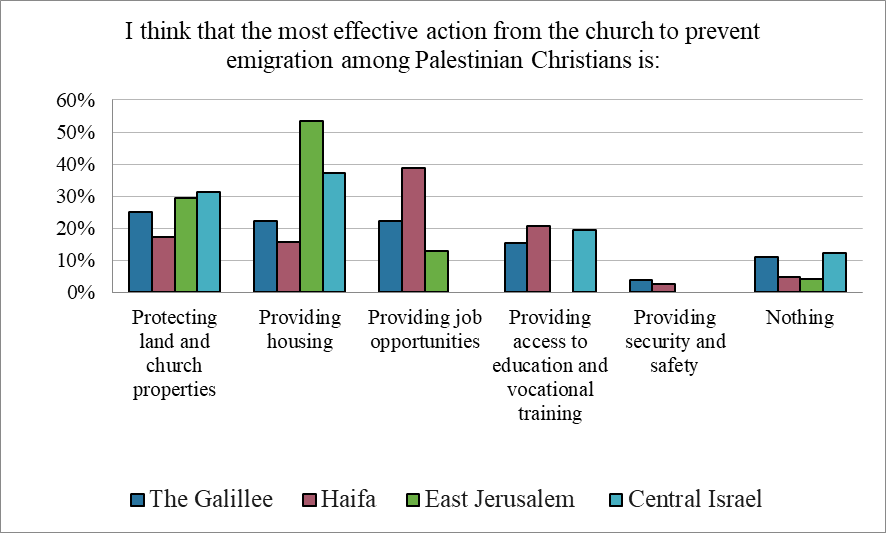 I think that the most effective action from the church to prevent
emigration among Palestinian Christians is:
60%
50%
40%
30%
20%
10%
0%
Protecting
land and
church
properties
Providing
housing
Providing job
opportunities
Providing
access to
education and
vocational
training
Providing
security and
safety
Nothing
The Galillee
Haifa
East Jerusalem
Central Israel